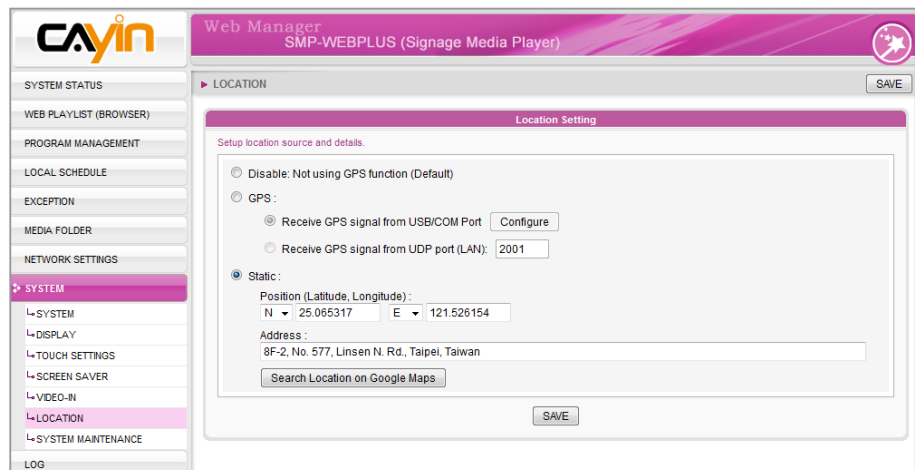 CAYIN
Web Manager
SMP-WEBPLUS (Signage Media Player)
SYSTEM STATUS
WEB PLAYLIST (BROWSER)
PROGRAM MANAGEMENT
LOCAL SCHEDULE
EXCEPTION
MEDIA FOLDER
NETWORK SETTINGS
SYSTEM
SYSTEM
DISPLAY
TOUCH SETTINGS
SCREEN SAVER
VIDEO-IN
LOCATION
SYSTEM MAINTENANCE
LOG
LOCATION
SAVE
Location Setting
Setup location source and details.
Disable: Not using GPS function (Default)
GPS :
Receive GPS signal from USB/COM Port Configure
Receive GPS signal from UDP port (LAN): 2001
Static :
Position (Latitude, Longitude) :
N 25.065317 E 121.526154
Address :
8F-2, No. 577, Linsen N. Rd., Taipei, Taiwan
Search Location on Google Maps
SAVE